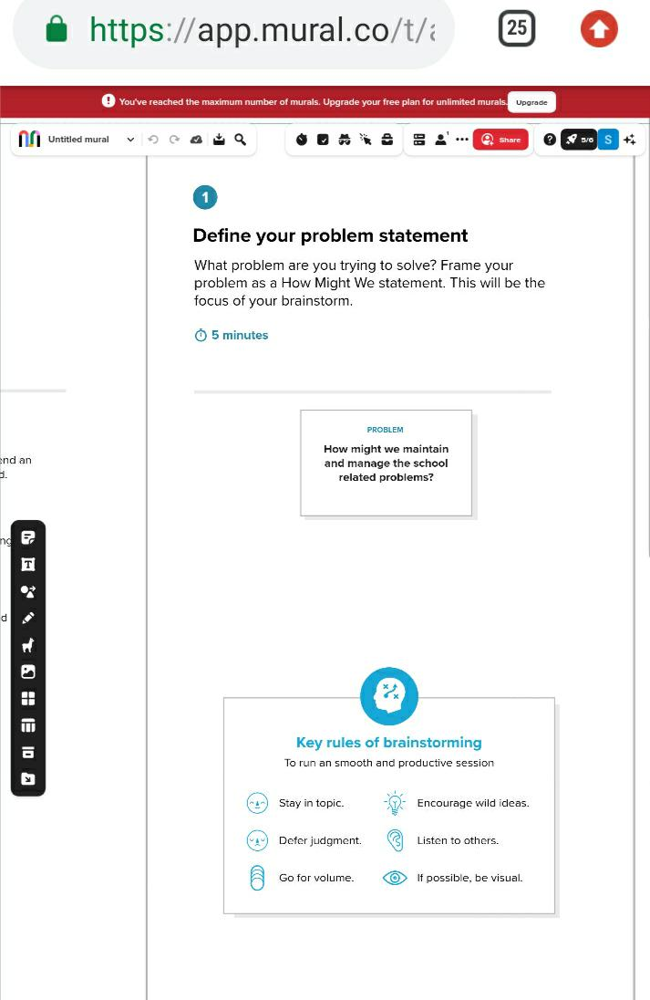 https://app.mural.co/t/a
25
You've reached the maximum number of murals. Upgrade your free plan for unlimited murals.
Upgrade
Untitled mural
1
Share
?
5/6
S
1
Define your problem statement
What problem are you trying to solve? Frame your
problem as a How Might We statement. This will be the
focus of your brainstorm.
5 minutes
PROBLEM
How might we maintain
and manage the school
related problems?
end an
d.
ng
T
d
Key rules of brainstorming
To run an smooth and productive session
Stay in topic.
Encourage wild ideas.
Defer judgment.
Listen to others.
Go for volume.
If possible, be visual.